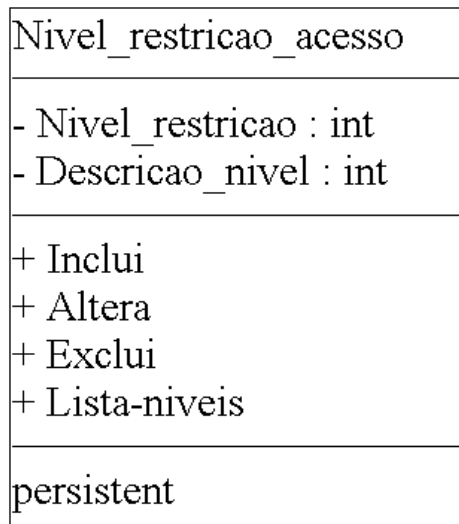 Nivel_restricao_acesso
- Nivel_restricao : int
- Descricao_nivel : int
+ Inclui
+ Altera
+ Exclui
+ Lista-niveis
persistent